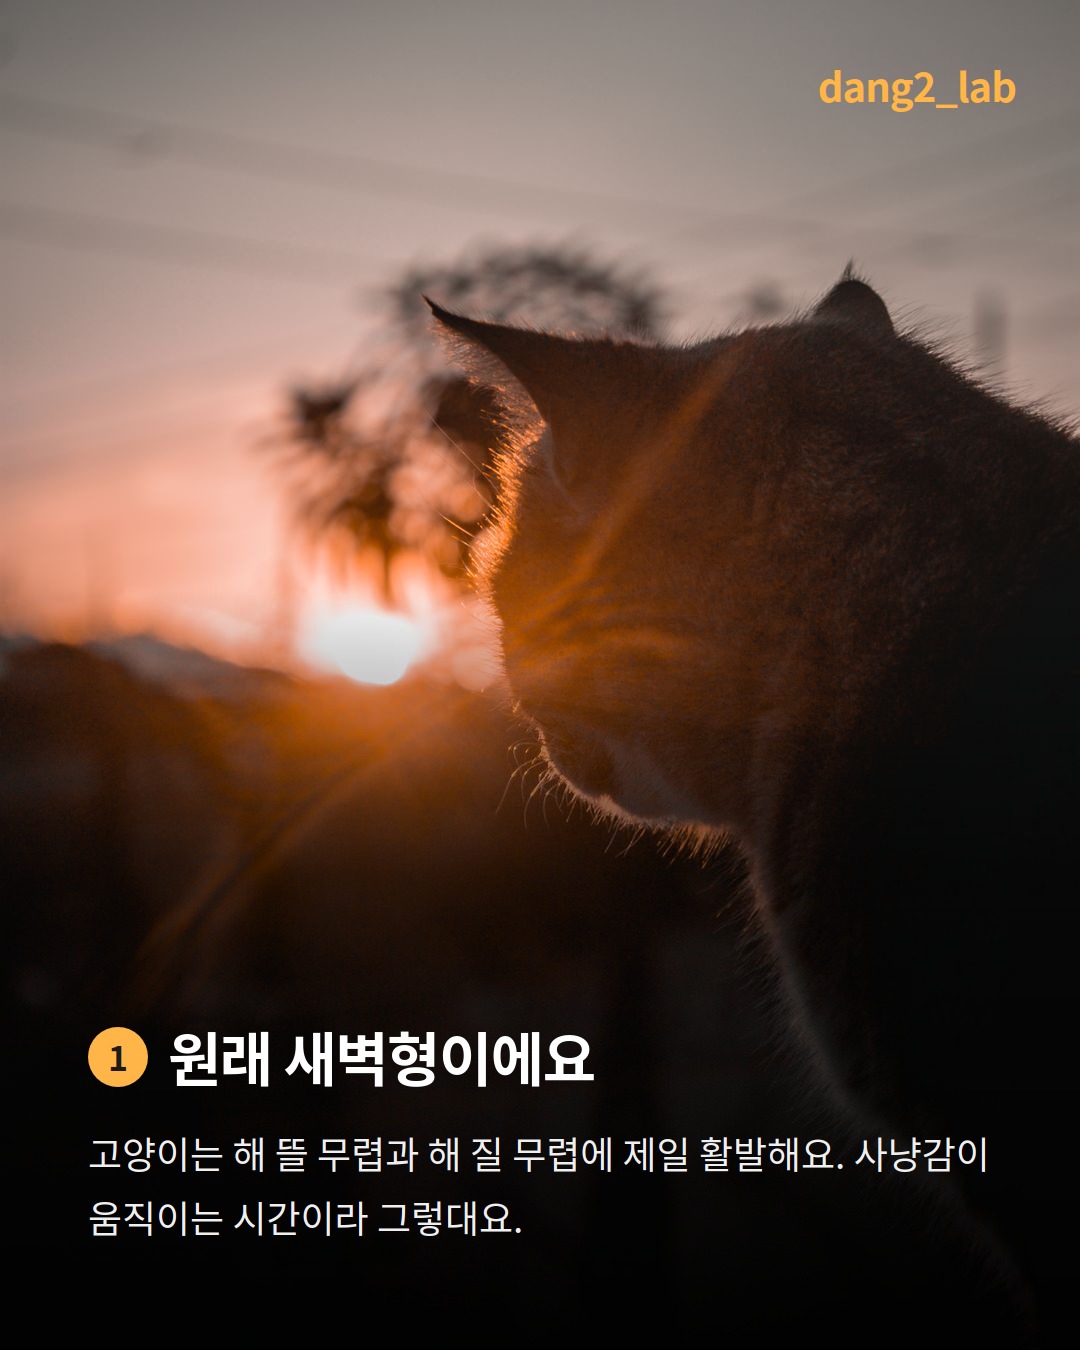 dang2_lab
1 원래 새벽형이에요
고양이는 해 뜰 무렵과 해 질 무렵에 제일 활발해요. 사냥감이
움직이는 시간이라 그렇대요.